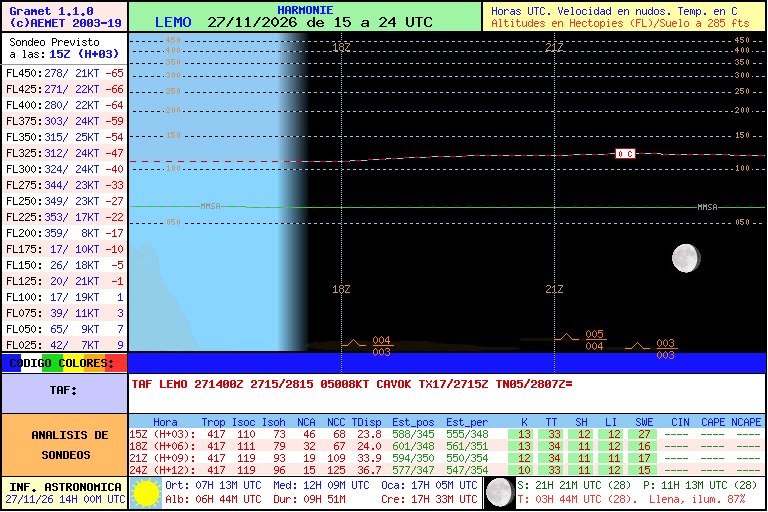 Gramet 1.1.0
(c)AEMET 2003-19
HARMONIE
LEMO 27/11/2026 de 15 a 24 UTC
Horas UTC. Velocidad en nudos. Temp. en C
Altitudes en Hectopies (FL)/Suelo a 285 fts
Sondeo Previsto
a las: 15Z (H+03)
FL450: 278/ 21KT -65
FL425: 271/ 22KT -66
FL400: 280/ 22KT -64
FL375: 303/ 24KT -59
FL350: 315/ 25KT -54
FL325: 312/ 24KT -47
FL300: 324/ 24KT -40
FL275: 344/ 23KT -33
FL250: 349/ 23KT -27
FL225: 353/ 17KT -22
FL200: 359/ 8KT -17
FL175: 17/ 10KT -10
FL150: 26/ 18KT -5
FL125: 20/ 21KT -1
FL100: 17/ 19KT 1
FL075: 39/ 11KT 3
FL050: 65/ 9KT 7
FL025: 42/ 7KT 9
18Z 21Z
450 450
400 400
350 350
300 300
250 250
200 200
150 150
0 C
100 100
MMSA MMSA
050 050
18Z 21Z
004
003
005
004
003
003
CODIGO COLORES:
TAF:
TAF LEMO 271400Z 2715/2815 05008KT CAVOK TX17/2715Z TN05/2807Z=
ANALISIS DE
SONDEOS
Hora Trop Isoc Isoh NCA NCC TDisp Est_pos Est_per K TT SH LI SWE CIN CAPE NCAPE
15Z (H+03): 417 110 73 46 68 23.8 588/345 555/348 13 33 12 12 27 ---- ---- ----
18Z (H+06): 417 111 79 32 67 24.0 601/348 561/351 13 34 11 12 16 ---- ---- ----
21Z (H+09): 417 119 93 19 109 33.9 594/350 550/354 12 34 11 11 17 ---- ---- ----
24Z (H+12): 417 119 96 15 125 36.7 577/347 547/354 10 33 11 12 15 ---- ---- ----
INF. ASTRONOMICA
27/11/26 14H 00M UTC
Ort: 07H 13M UTC Med: 12H 09M UTC Oca: 17H 05M UTC
Alb: 06H 44M UTC Dur: 09H 51M Cre: 17H 33M UTC
S: 21H 21M UTC (28) P: 11H 13M UTC (28)
T: 03H 44M UTC (28). Llena, ilum. 87%